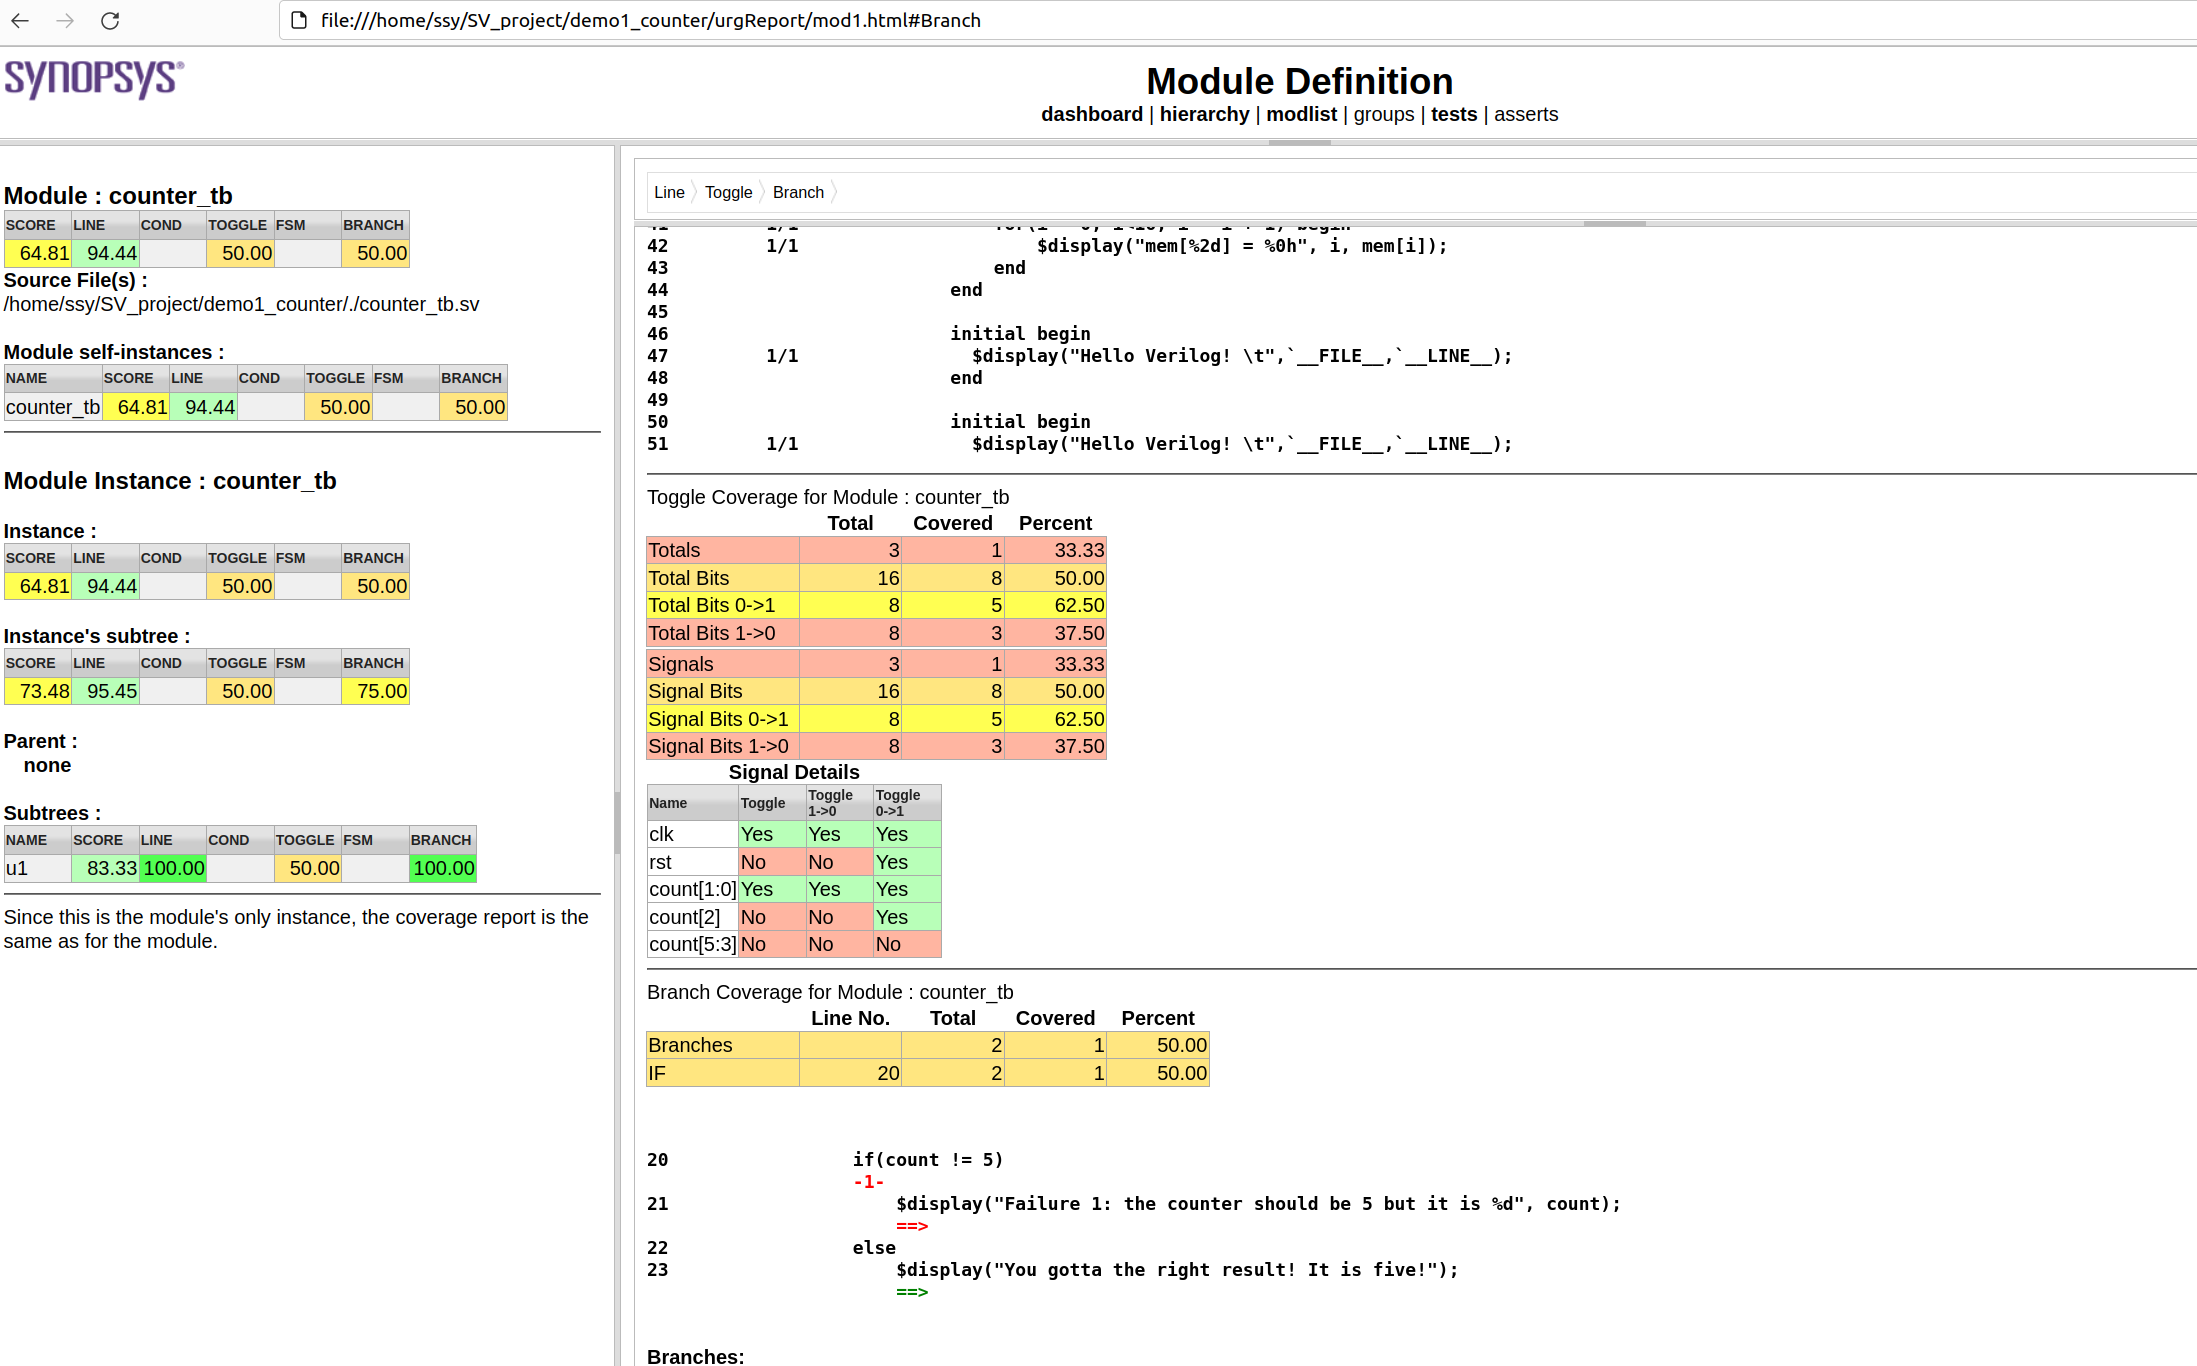 file:///home/ssy/SV_project/demo1_counter/urgReport/mod1.html#Branch
SYNOPSYS®
Module Definition
dashboard | hierarchy | modlist | groups | tests | asserts
Module : counter_tb
SCORE LINE COND TOGGLE FSM BRANCH
64.81 94.44 50.00 50.00
Source File(s) :
/home/ssy/SV_project/demo1_counter/./counter_tb.sv
Module self-instances :
NAME SCORE LINE COND TOGGLE FSM BRANCH
counter_tb 64.81 94.44 50.00 50.00
Module Instance : counter_tb
Instance :
SCORE LINE COND TOGGLE FSM BRANCH
64.81 94.44 50.00 50.00
Instance's subtree :
SCORE LINE COND TOGGLE FSM BRANCH
73.48 95.45 50.00 75.00
Parent :
none
Subtrees :
NAME SCORE LINE COND TOGGLE FSM BRANCH
u1 83.33 100.00 50.00 100.00
Since this is the module's only instance, the coverage report is the
same as for the module.
Line Toggle Branch
42 1/1 $display("mem[%2d] = %0h", i, mem[i]);
43 end
44 end
45
46 initial begin
47 1/1 $display("Hello Verilog! \t",`__FILE__,`__LINE__);
48 end
49
50 initial begin
51 1/1 $display("Hello Verilog! \t",`__FILE__,`__LINE__);
Toggle Coverage for Module : counter_tb
Total Covered Percent
Totals 3 1 33.33
Total Bits 16 8 50.00
Total Bits 0->1 8 5 62.50
Total Bits 1->0 8 3 37.50
Signals 3 1 33.33
Signal Bits 16 8 50.00
Signal Bits 0->1 8 5 62.50
Signal Bits 1->0 8 3 37.50
Signal Details
Name Toggle Toggle 1->0 Toggle 0->1
clk Yes Yes Yes
rst No No Yes
count[1:0] Yes Yes Yes
count[2] No No Yes
count[5:3] No No No
Branch Coverage for Module : counter_tb
Line No. Total Covered Percent
Branches 2 1 50.00
IF 20 2 1 50.00
20 if(count != 5)
-1-
21 $display("Failure 1: the counter should be 5 but it is %d", count);
==>
22 else
23 $display("You gotta the right result! It is five!");
==>
Branches: